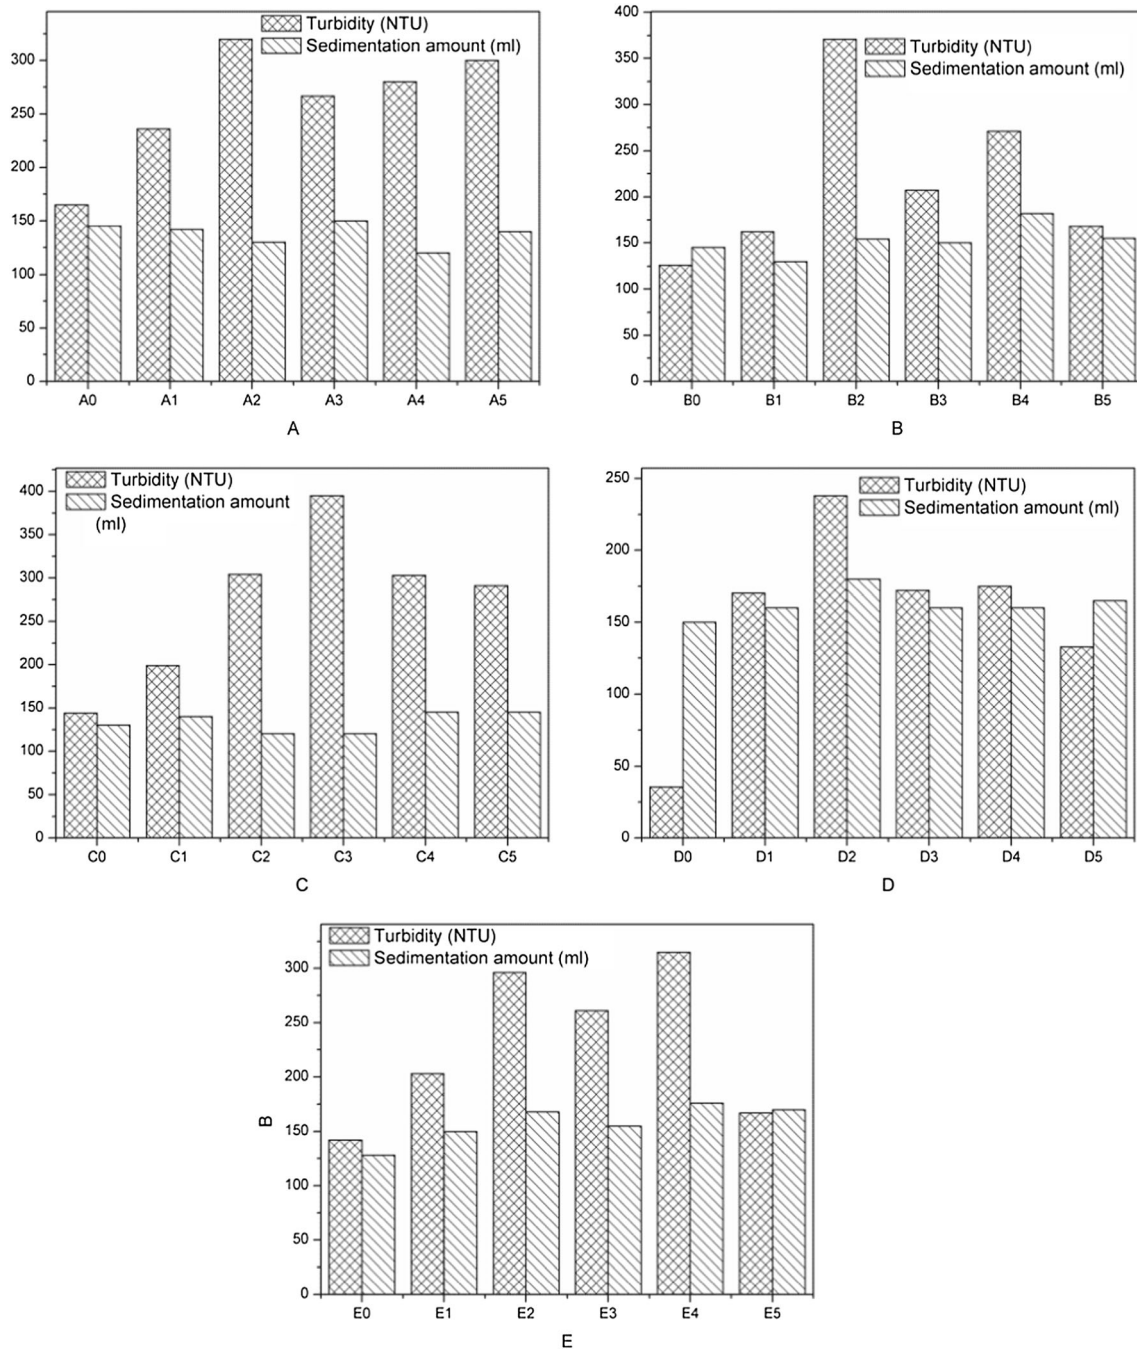 Turbidity (NTU)
Sedimentation amount (ml)
300
250
200
150
100
50
0
A0 A1 A2 A3 A4 A5
A
400
350
300
250
200
150
100
50
0
Turbidity (NTU)
Sedimentation amount (ml)
B0 B1 B2 B3 B4 B5
B
Turbidity (NTU)
Sedimentation amount
(ml)
400
350
300
250
200
150
100
50
0
C0 C1 C2 C3 C4 C5
C
250
200
150
100
50
0
Turbidity (NTU)
Sedimentation amount (ml)
D0 D1 D2 D3 D4 D5
D
Turbidity (NTU)
Sedimentation amount (ml)
300
250
200
150
100
50
0
B
E0 E1 E2 E3 E4 E5
E